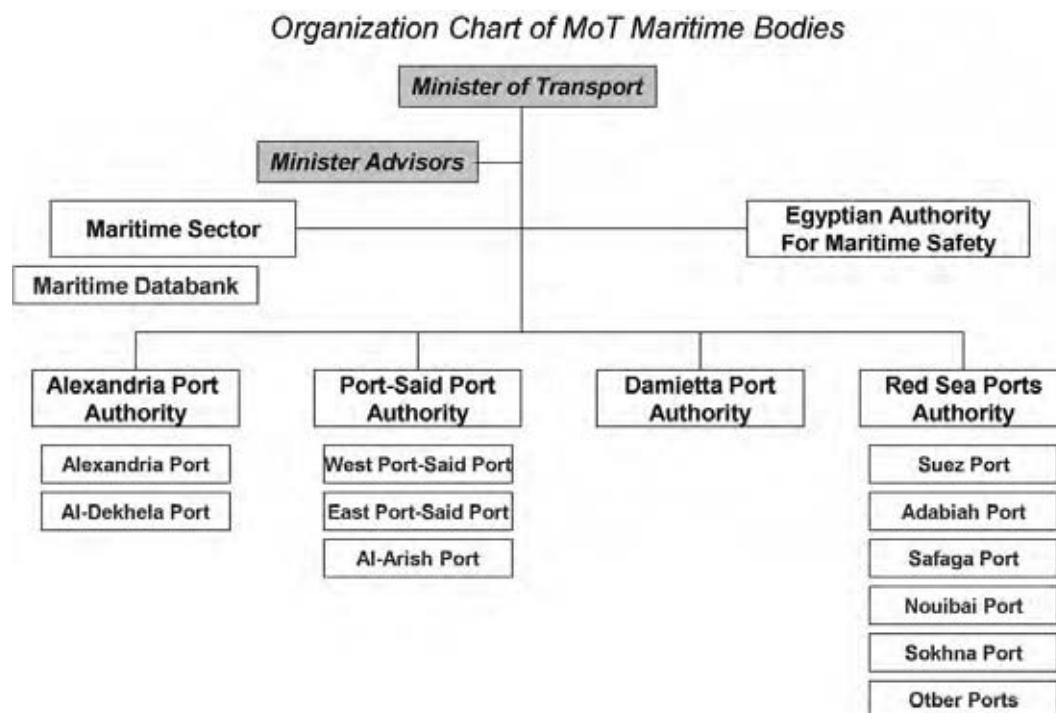 Organization Chart of MoT Maritime Bodies
Minister of Transport
Minister Advisors
Maritime Sector
Egyptian Authority
For Maritime Safety
Maritime Databank
Alexandria Port
Authority
Alexandria Port
Al-Dekhela Port
Port-Said Port
Authority
West Port-Said Port
East Port-Said Port
Al-Arish Port
Damietta Port
Authority
Red Sea Ports
Authority
Suez Port
Adabiah Port
Safaga Port
Nouibai Port
Sokhna Port
Otber Ports